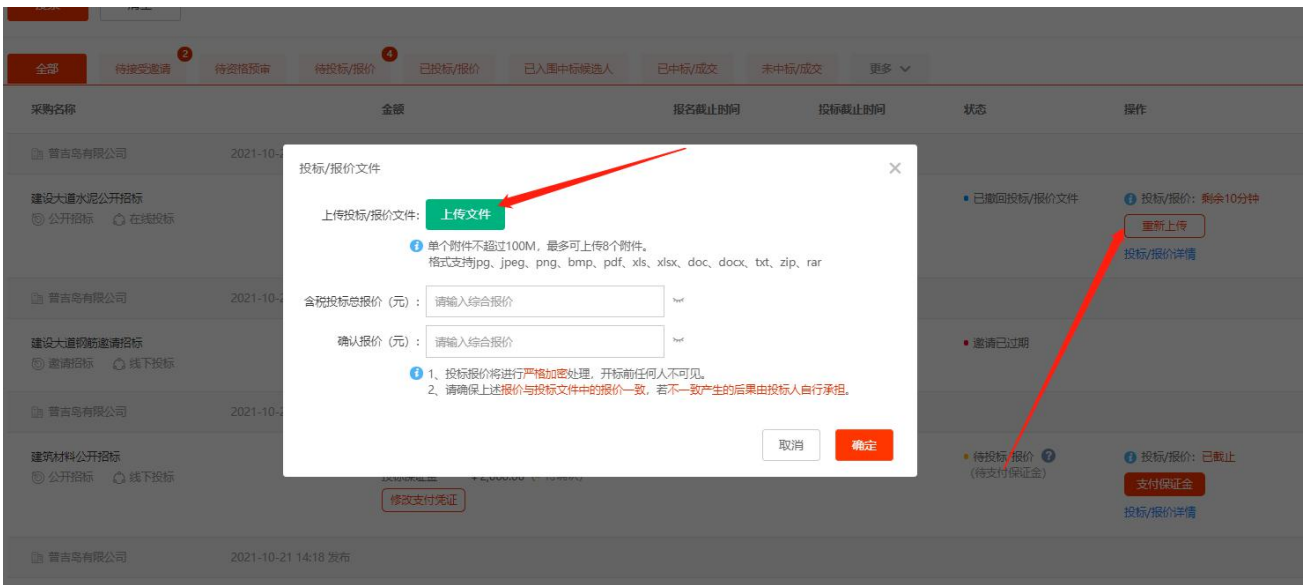 全部
待接受邀请
2
待资格预审
待投标/报价
4
已投标/报价
已入围中标候选人
已中标/成交
未中标/成交
更多
采购名称
金额
报名截止时间
投标截止时间
状态
操作
普吉岛有限公司
2021-10-2
投标/报价文件
建设大道水泥公开招标
公开招标
在线投标
上传投标/报价文件:
上传文件
单个附件不超过100M，最多可上传8个附件。
格式支持jpg、jpeg、png、bmp、pdf、xls、xlsx、doc、docx、txt、zip、rar
已撤回投标/报价文件
投标/报价：剩余10分钟
重新上传
投标/报价详情
普吉岛有限公司
2021-10-2
含税投标总报价（元）：
请输入综合报价
建设大道钢筋邀请招标
邀请招标
线下投标
确认报价（元）：
请输入综合报价
邀请已过期
1、投标报价将进行严格加密处理，开标前任何人不可见。
2、请确保上述报价与投标文件中的报价一致，若不一致产生的后果由投标人自行承担。
普吉岛有限公司
2021-10-2
取消
确定
建筑材料公开招标
公开招标
线下投标
修改支付凭证
待投标/报价
(待支付保证金)
投标/报价：已截止
支付保证金
投标/报价详情
普吉岛有限公司
2021-10-21 14:18 发布